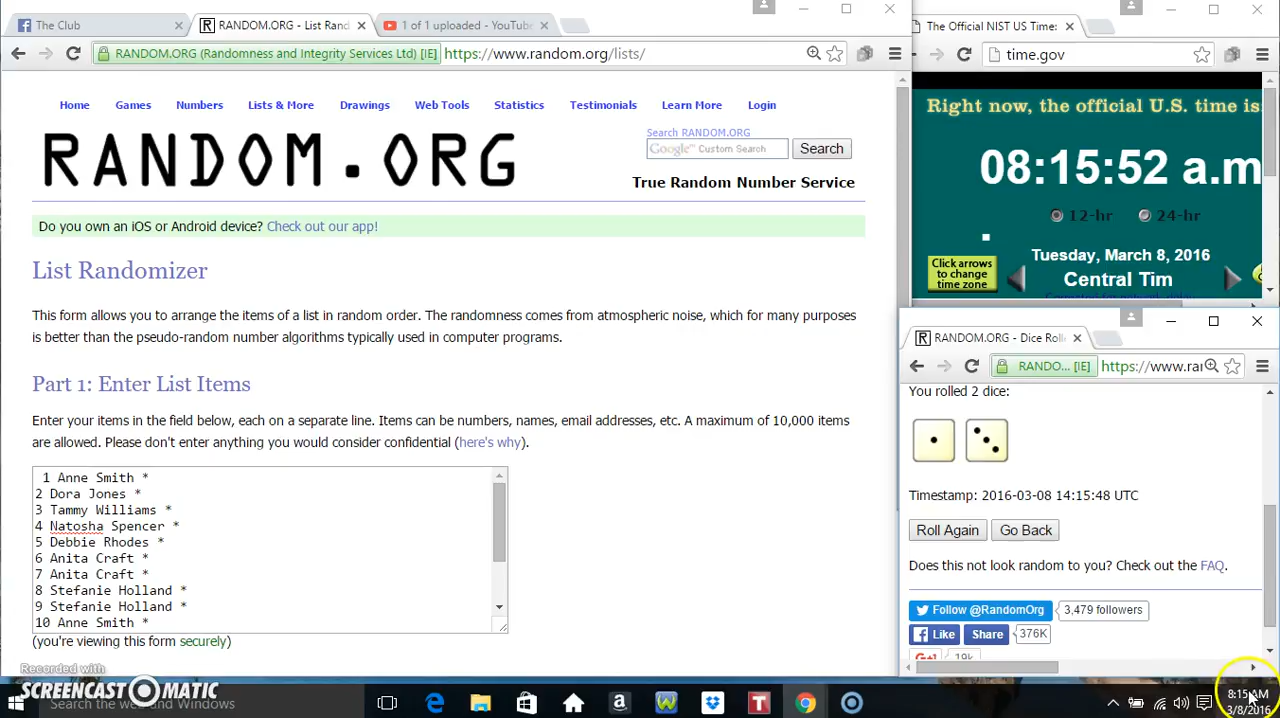 The Club
RANDOM.ORG - List Rand
1 of 1 uploaded - YouTube
RANDOM.ORG (Randomness and Integrity Services Ltd) [IE]
https://www.random.org/lists/
Home Games Numbers Lists & More Drawings Web Tools Statistics Testimonials Learn More Login
RANDOM.ORG
Search RANDOM.ORG
Google™ Custom Search
Search
True Random Number Service
Do you own an iOS or Android device? Check out our app!
List Randomizer
This form allows you to arrange the items of a list in random order. The randomness comes from atmospheric noise, which for many purposes
is better than the pseudo-random number algorithms typically used in computer programs.
Part 1: Enter List Items
Enter your items in the field below, each on a separate line. Items can be numbers, names, email addresses, etc. A maximum of 10,000 items
are allowed. Please don't enter anything you would consider confidential (here's why).
1 Anne Smith *
2 Dora Jones *
3 Tammy Williams *
4 Natosha Spencer *
5 Debbie Rhodes *
6 Anita Craft *
7 Anita Craft *
8 Stefanie Holland *
9 Stefanie Holland *
10 Anne Smith *
(you're viewing this form securely)
The Official NIST US Time:
time.gov
Right now, the official U.S. time is:
08:15:52 a.m
12-hr 24-hr
Click arrows
to change
time zone
Tuesday, March 8, 2016
Central Tim
RANDOM.ORG - Dice Roll
RANDO... [IE]
https://www.ra
You rolled 2 dice:
Timestamp: 2016-03-08 14:15:48 UTC
Roll Again
Go Back
Does this not look random to you? Check out the FAQ.
Follow @RandomOrg
3,479 followers
Like
Share
376K
19k
Recorded with
SCREENCAST-O-MATIC
Search the web and Windows
8:15 AM
3/8/2016